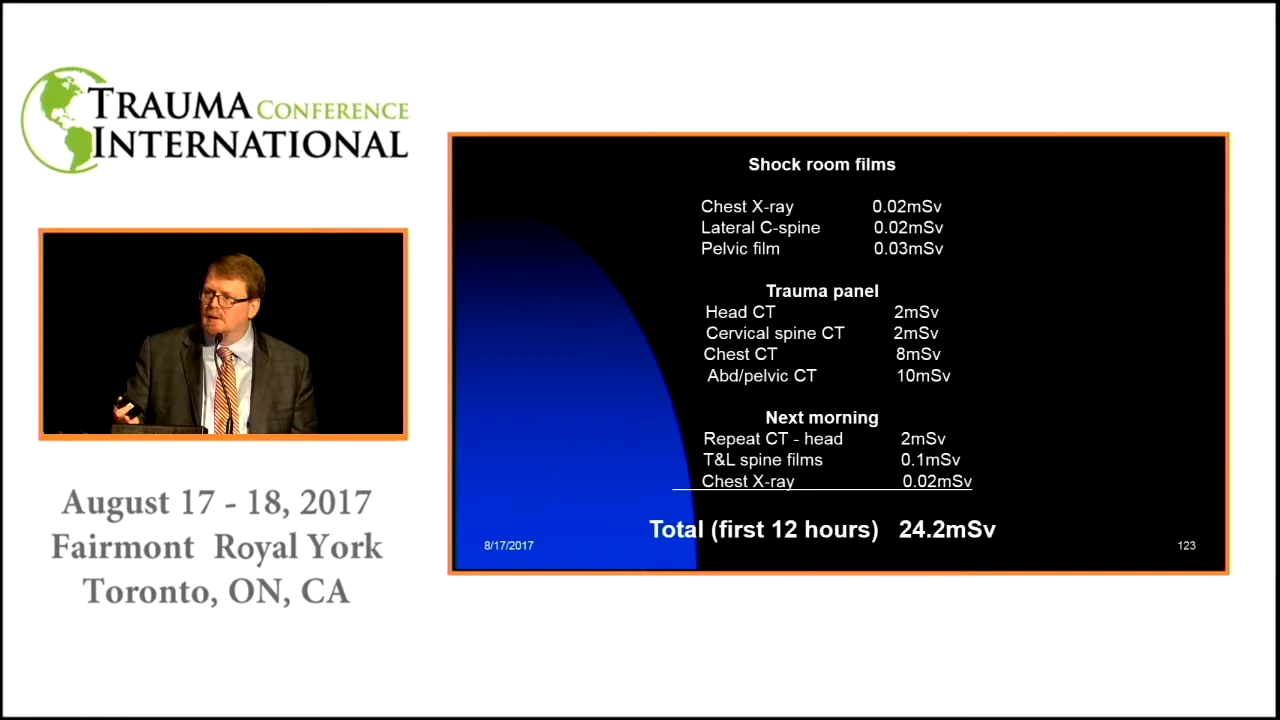 TRAUMA CONFERENCE
INTERNATIONAL
August 17 - 18, 2017
Fairmont Royal York
Toronto, ON, CA
Shock room films
Chest X-ray 0.02mSv
Lateral C-spine 0.02mSv
Pelvic film 0.03mSv
Trauma panel
Head CT 2mSv
Cervical spine CT 2mSv
Chest CT 8mSv
Abd/pelvic CT 10mSv
Next morning
Repeat CT - head 2mSv
T&L spine films 0.1mSv
Chest X-ray 0.02mSv
Total (first 12 hours) 24.2mSv
8/17/2017 123